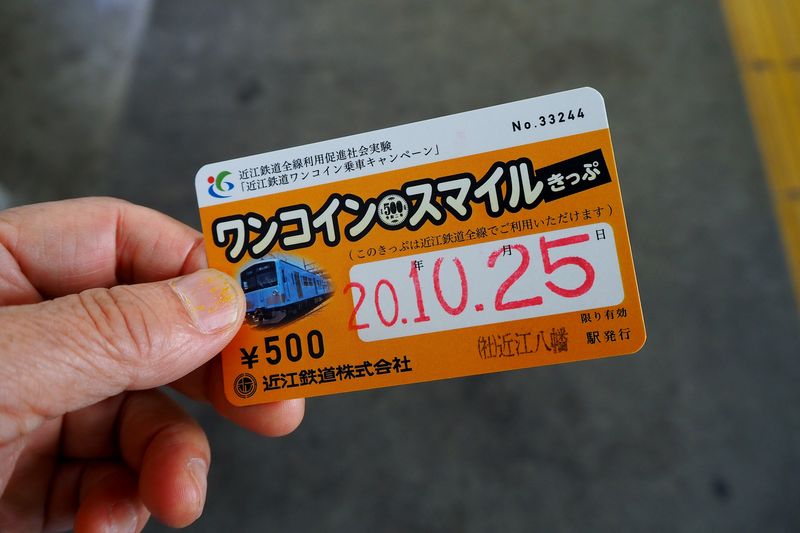 No.33244
近江鉄道全線利用促進社会実験
「近江鉄道ワンコイン乗車キャンペーン」
ワンコイン500スマイルきっぷ
(このきっぷは近江鉄道全線でご利用いただけます)
年 月 日
20.10.25
限り有効
¥500
㈳近江八幡 駅発行
近江鉄道株式会社